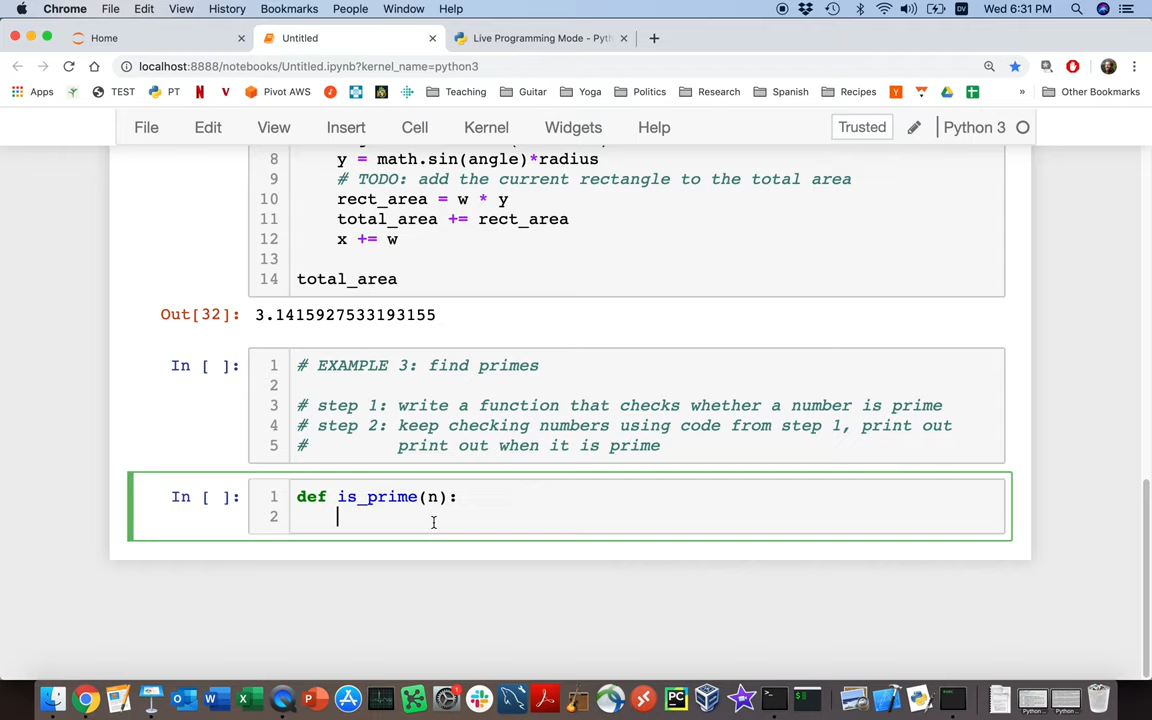 Chrome File Edit View History Bookmarks People Window Help
Wed 6:31 PM
Home
Untitled
Live Programming Mode - Pyth
localhost:8888/notebooks/Untitled.ipynb?kernel_name=python3
Apps TEST PT Pivot AWS Teaching Guitar Yoga Politics Research Spanish Recipes » Other Bookmarks
File Edit View Insert Cell Kernel Widgets Help Trusted Python 3
8 y = math.sin(angle)*radius
9 # TODO: add the current rectangle to the total area
10 rect_area = w * y
11 total_area += rect_area
12 x += w
13
14 total_area
Out[32]: 3.1415927533193155
In [ ]: 1 # EXAMPLE 3: find primes
2
3 # step 1: write a function that checks whether a number is prime
4 # step 2: keep checking numbers using code from step 1, print out
5 # print out when it is prime
In [ ]: 1 def is_prime(n):
2